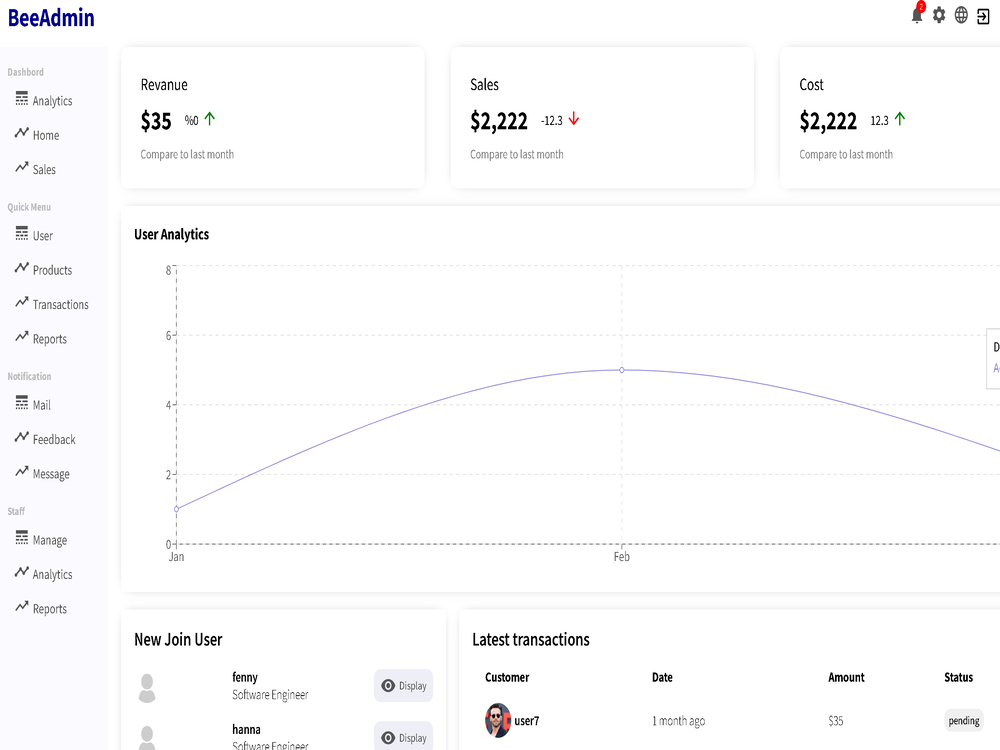 BeeAdmin
2
Dashbord
Analytics
Home
Sales
Quick Menu
User
Products
Transactions
Reports
Notification
Mail
Feedback
Message
Staff
Manage
Analytics
Reports
Revanue
$35 %0
Compare to last month
Sales
$2,222 -12.3
Compare to last month
Cost
$2,222 12.3
Compare to last month
User Analytics
8
6
4
2
0
Jan Feb
D
A
New Join User
fenny
Software Engineer
Display
hanna
Software Engineer
Display
Latest transactions
Customer Date Amount Status
user7 1 month ago $35 pending